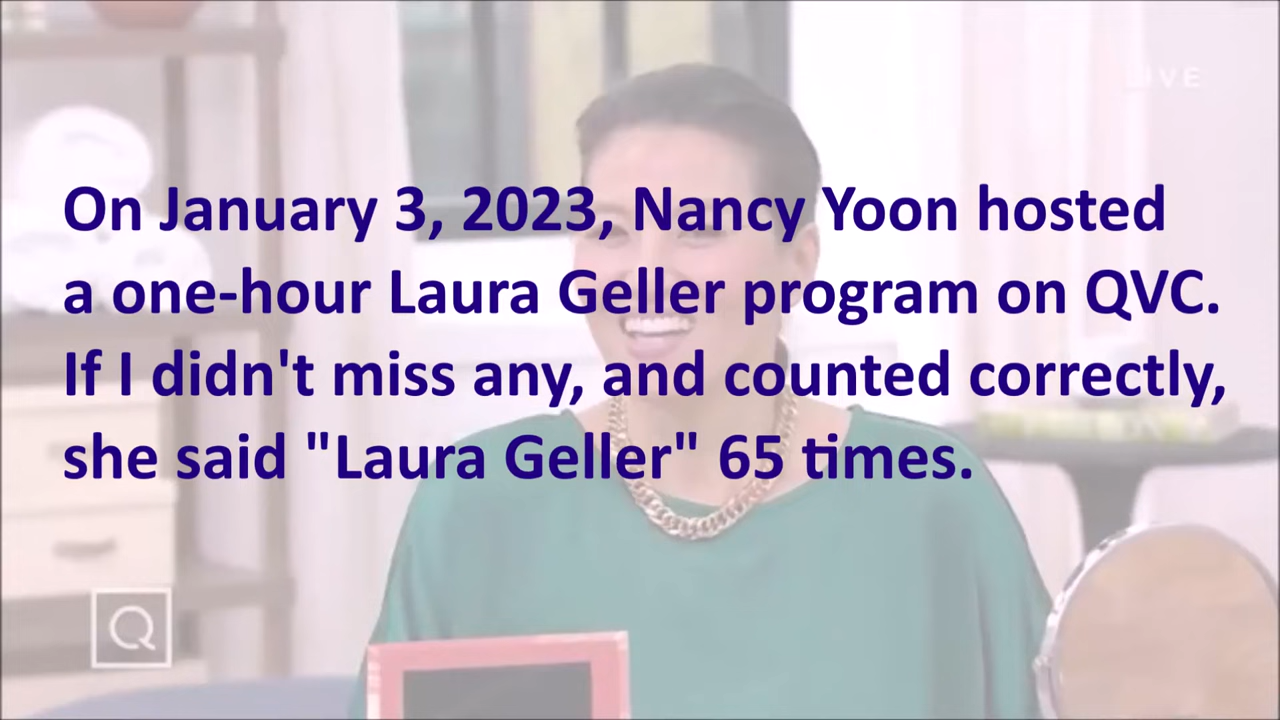 LIVE
On January 3, 2023, Nancy Yoon hosted
a one-hour Laura Geller program on QVC.
If I didn't miss any, and counted correctly,
she said "Laura Geller" 65 times.
Q